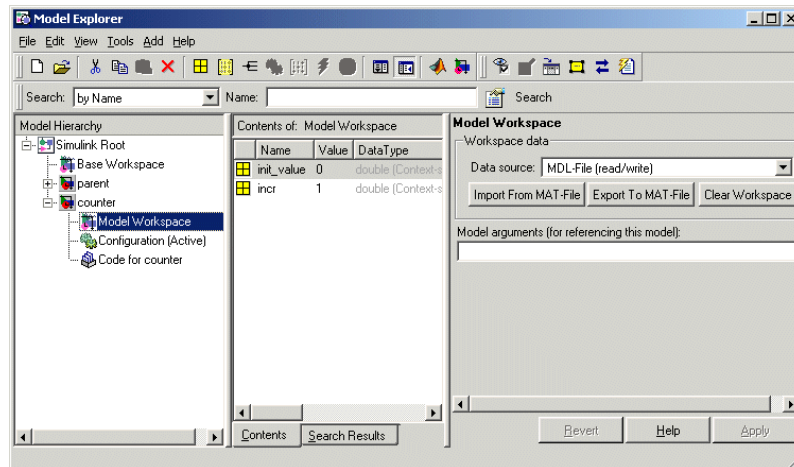 Model Explorer
File Edit View Tools Add Help
Search: by Name Name: Search
Model Hierarchy
Simulink Root
Base Workspace
parent
counter
Model Workspace
Configuration (Active)
Code for counter
Contents of: Model Workspace
Name Value DataType
init_value 0 double (Context-s
incr 1 double (Context-s
Contents Search Results
Model Workspace
Workspace data
Data source: MDL-File (read/write)
Import From MAT-File Export To MAT-File Clear Workspace
Model arguments (for referencing this model):
Revert Help Apply